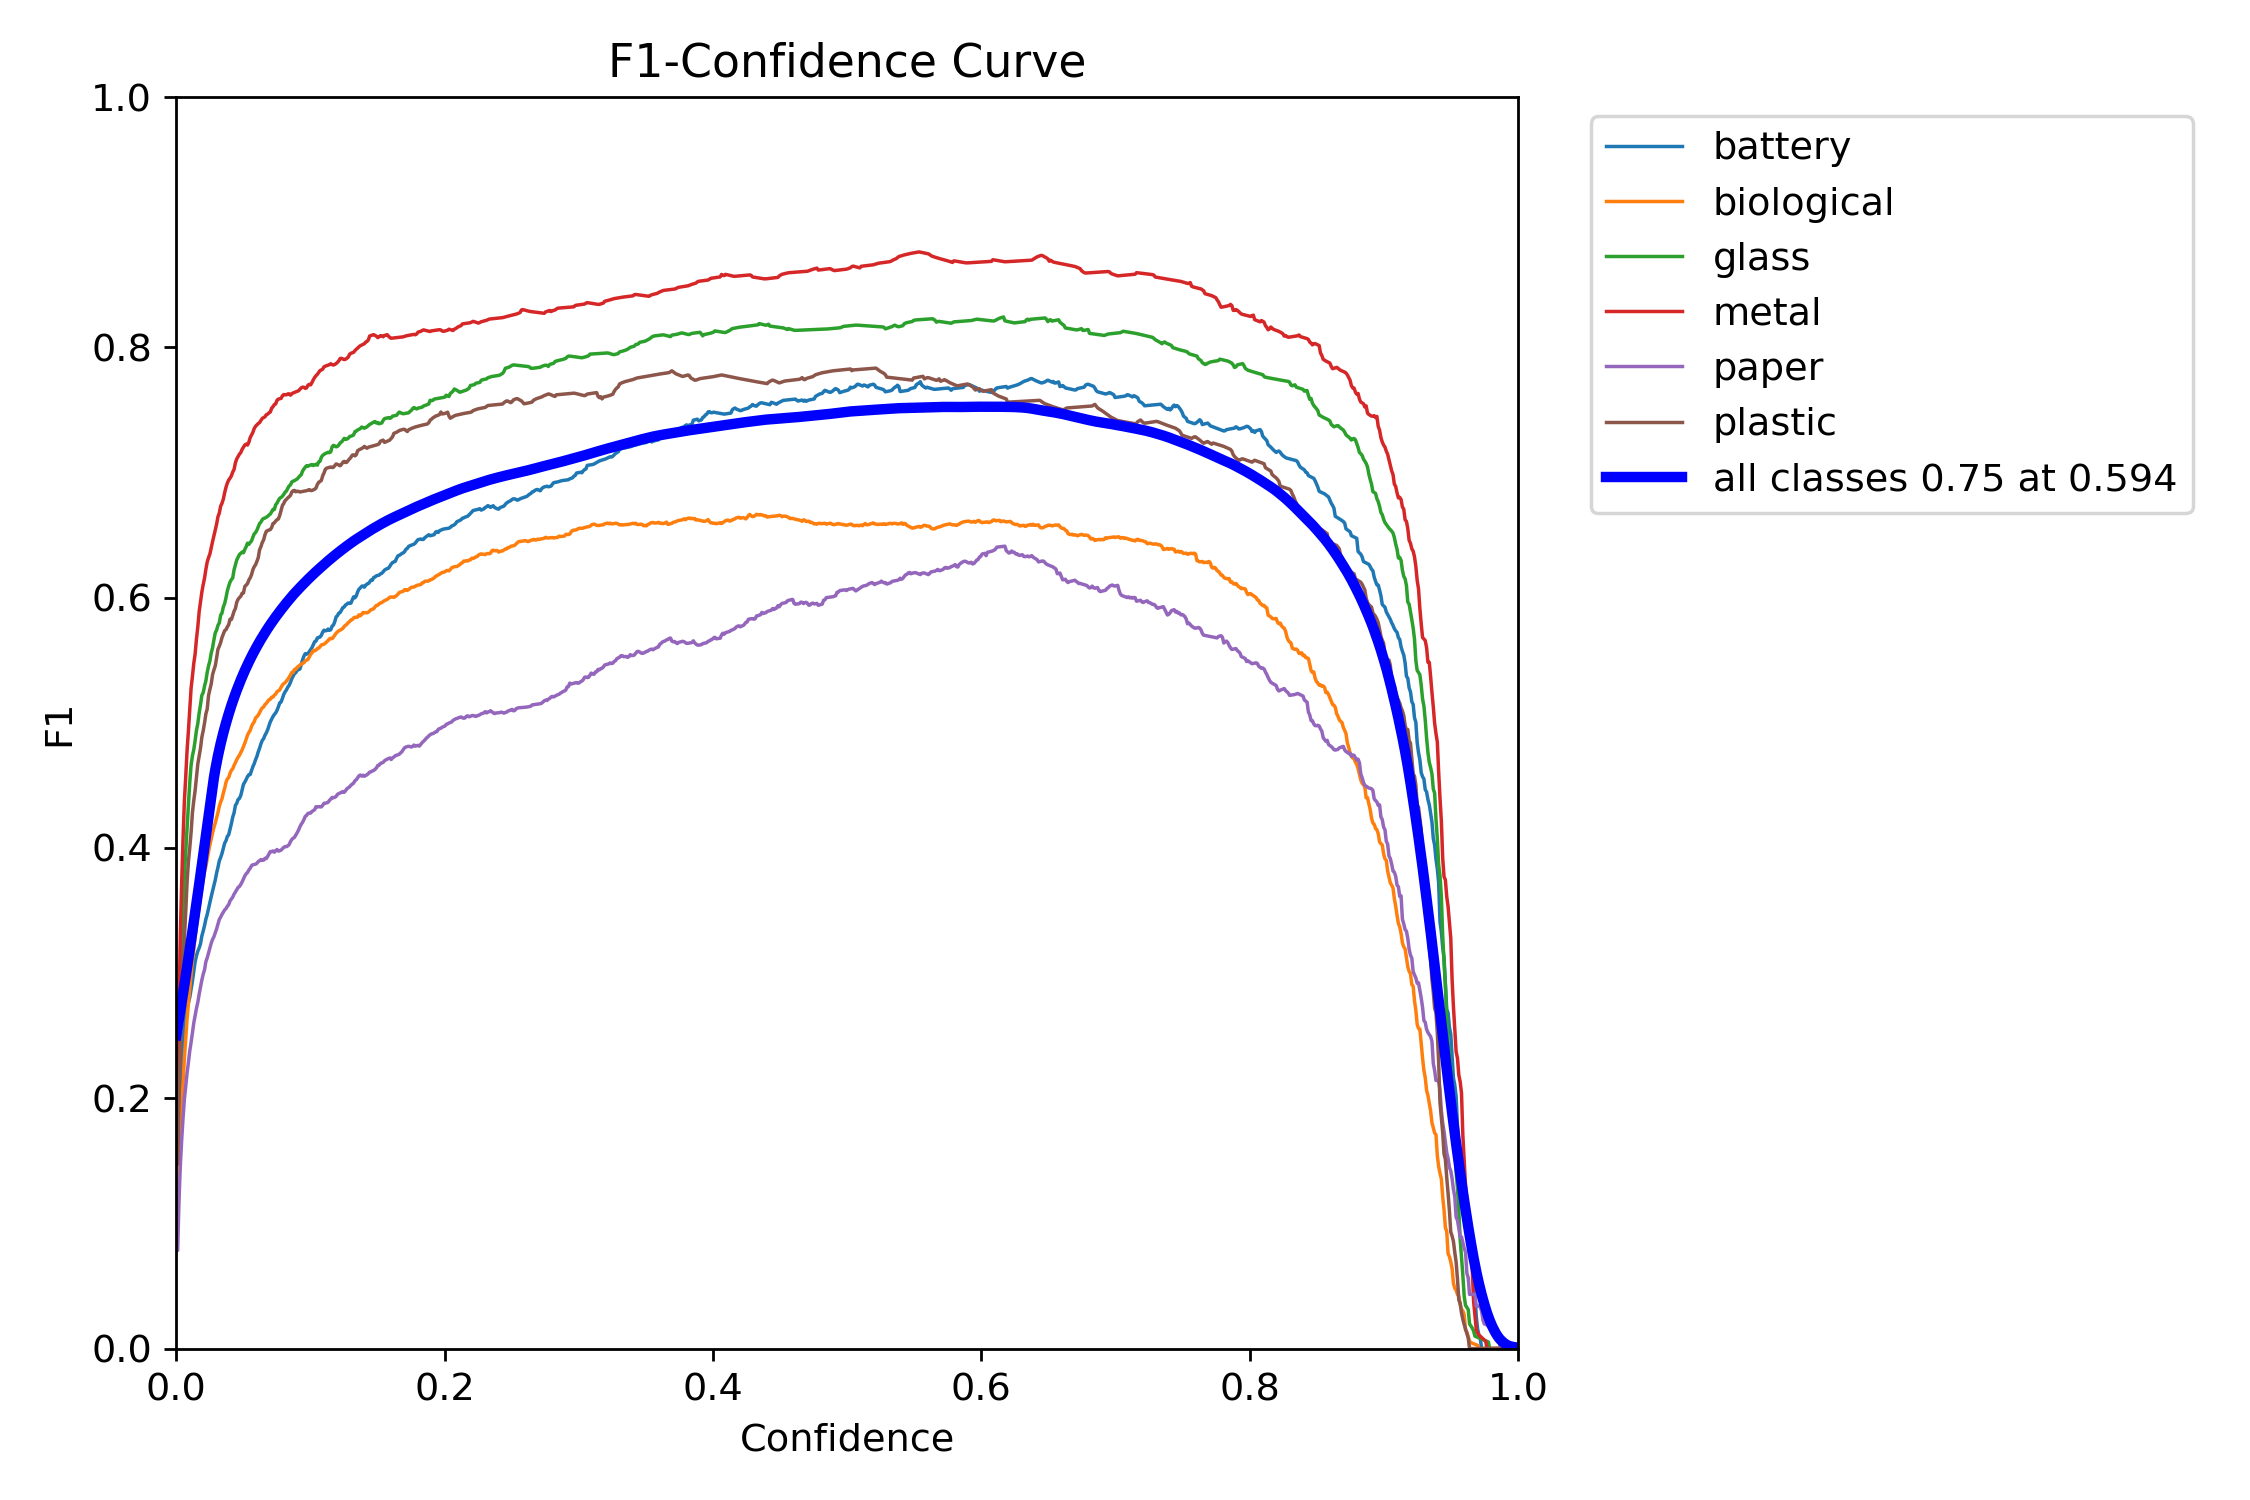 F1-Confidence Curve
1.0
0.8
0.6
0.4
0.2
0.0
F1
0.0 0.2 0.4 0.6 0.8 1.0
Confidence
battery
biological
glass
metal
paper
plastic
all classes 0.75 at 0.594